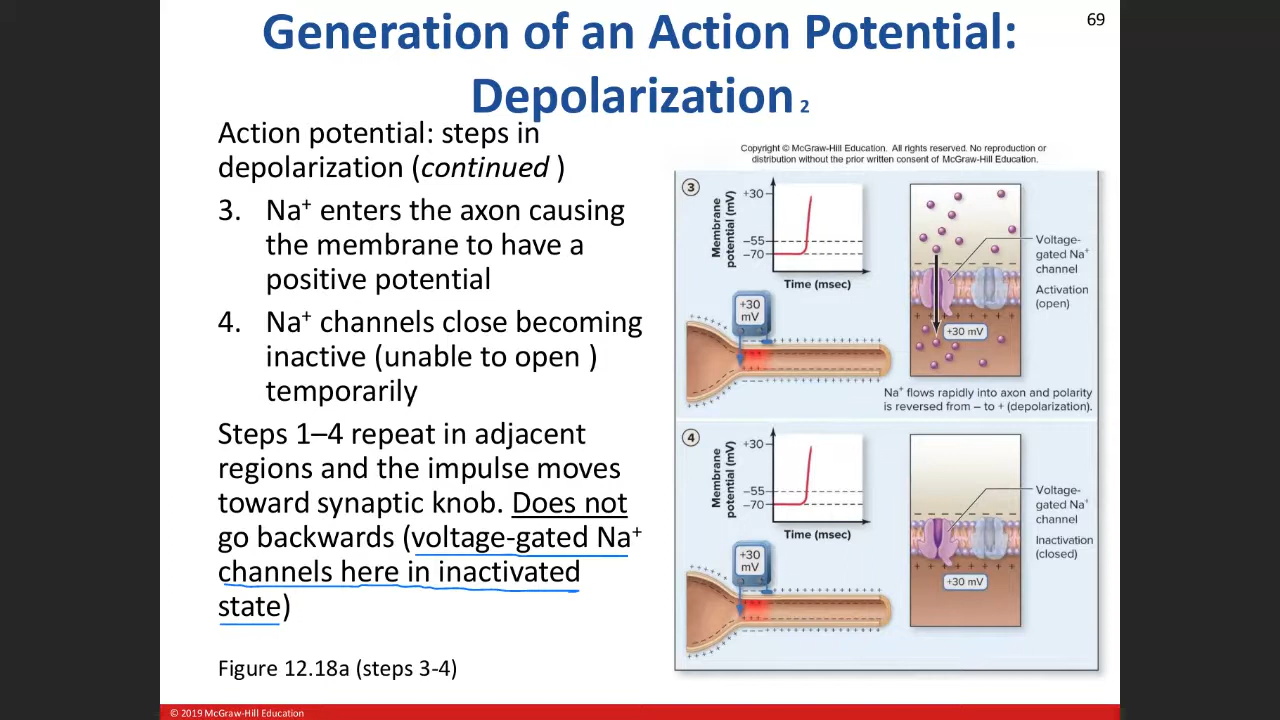 Generation of an Action Potential:
Depolarization 2
69
Action potential: steps in
depolarization (continued )
3. Na+ enters the axon causing
the membrane to have a
positive potential
4. Na+ channels close becoming
inactive (unable to open )
temporarily
Steps 1–4 repeat in adjacent
regions and the impulse moves
toward synaptic knob. Does not
go backwards (voltage-gated Na+
channels here in inactivated
state)
Figure 12.18a (steps 3-4)
Copyright © McGraw-Hill Education. All rights reserved. No reproduction or
distribution without the prior written consent of McGraw-Hill Education.
3
Membrane
potential (mV)
+30
–55
–70
Time (msec)
+30
mV
Voltage-
gated Na+
channel
Activation
(open)
+30 mV
Na+ flows rapidly into axon and polarity
is reversed from – to + (depolarization).
4
Membrane
potential (mV)
+30
–55
–70
Time (msec)
+30
mV
Voltage-
gated Na+
channel
Inactivation
(closed)
+30 mV
© 2019 McGraw-Hill Education